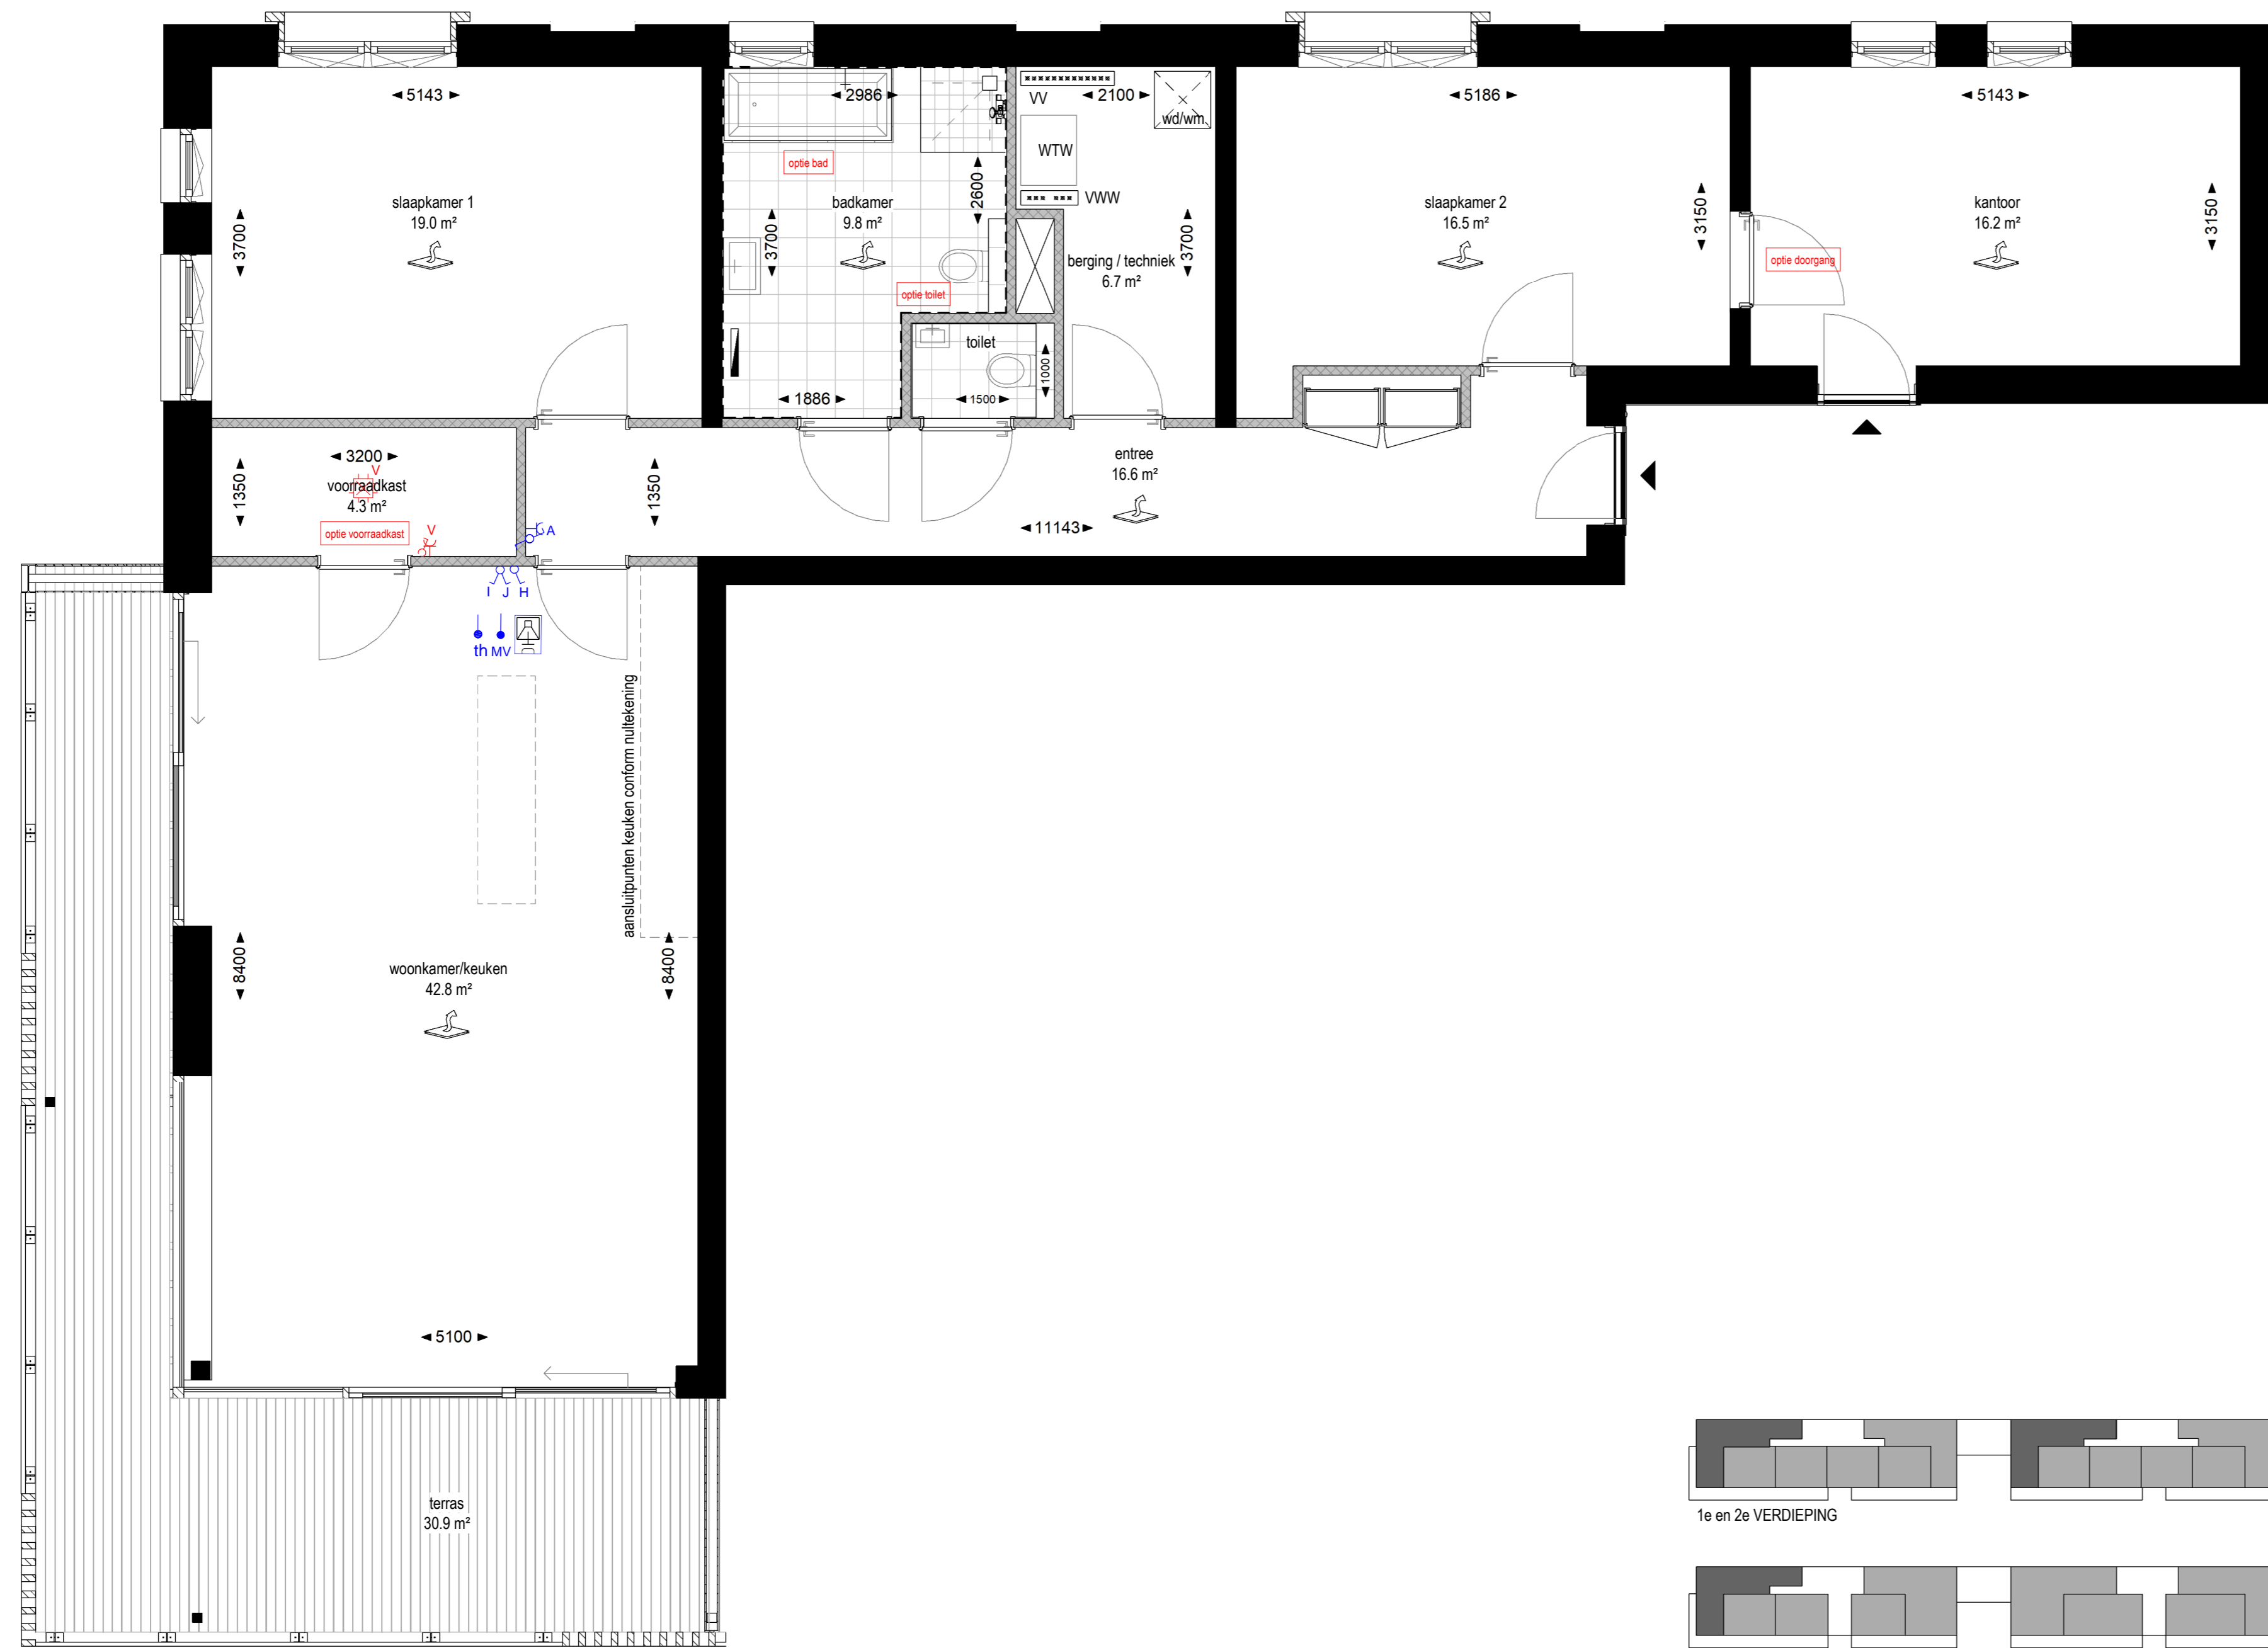 5143
2986
VV
2100
wd/wm
5186
5143
WTW
optie bad
2600
VWW
slaapkamer 1
19.0 m²
badkamer
9.8 m²
slaapkamer 2
16.5 m²
kantoor
16.2 m²
3700
3700
3700
3150
3150
berging / techniek
6.7 m²
optie doorgang
optie toilet
toilet
1000
1886
1500
3200
V
voorraadkast
4.3 m²
1350
optie voorraadkast
V
A
1350
entree
16.6 m²
11143
I J H
th MV
aansluitpunten keuken conform nultekening
8400
8400
woonkamer/keuken
42.8 m²
5100
terras
30.9 m²
1e en 2e VERDIEPING